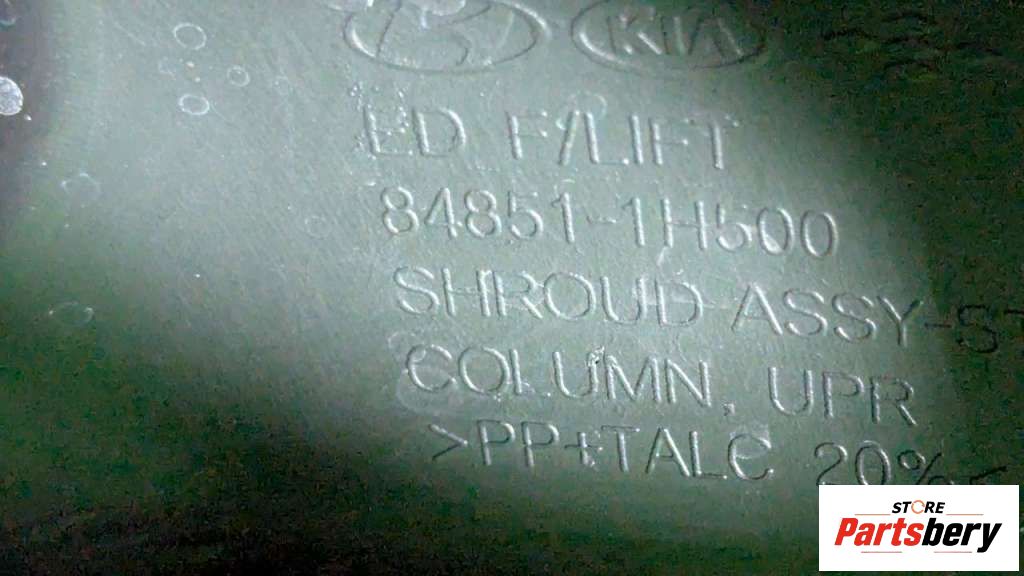 KIA
ED F/LIFT
84851-1H500
SHROUD ASSY-S
COLUMN, UPR
>PP+TALC 20%<
STORE
Partsbery